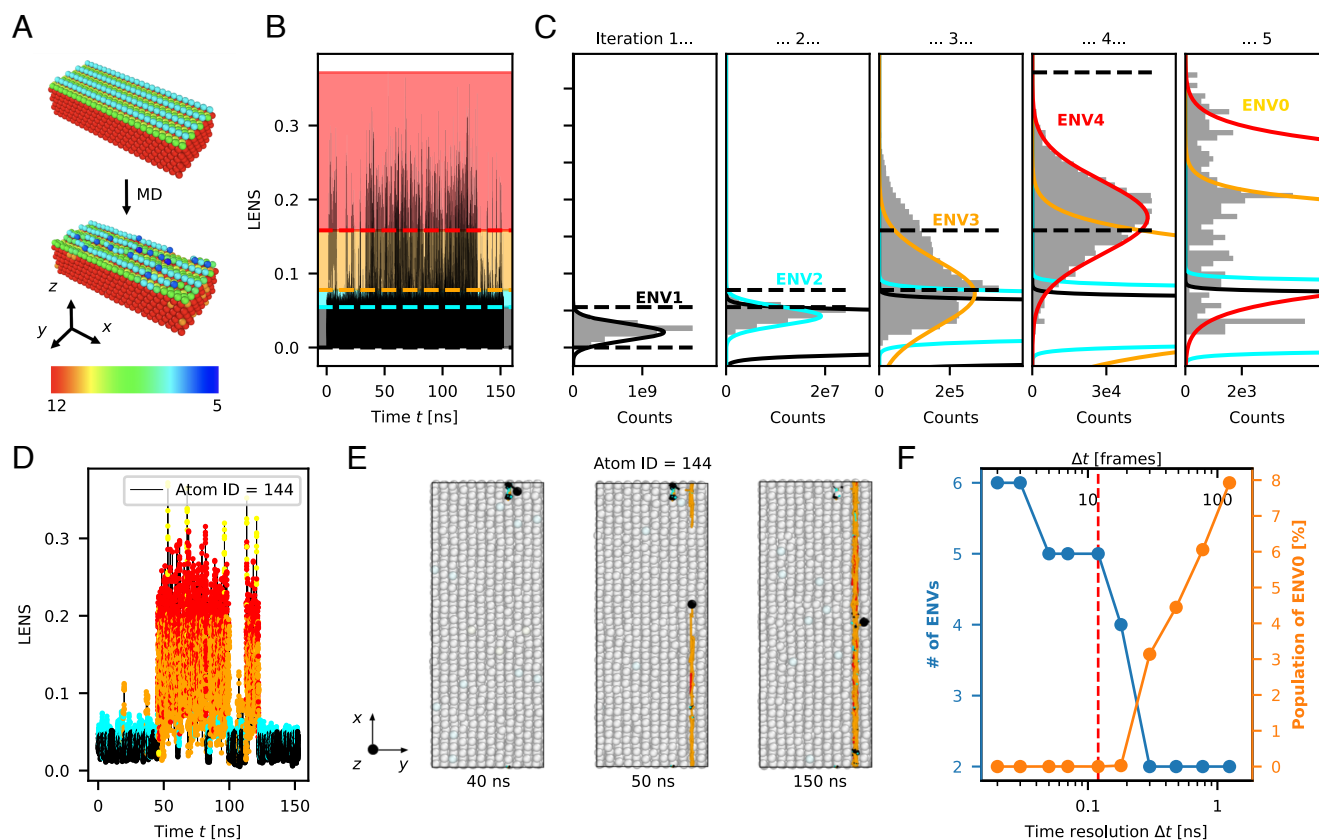 A
MD
z
y
x
12
5
B
LENS
0.3
0.2
0.1
0.0
0
50
100
150
Time t [ns]
C
Iteration 1...
... 2...
... 3...
... 4...
... 5
ENV1
ENV2
ENV3
ENV4
ENV0
0
1e9
0
2e7
0
2e5
0
3e4
0
2e3
Counts
Counts
Counts
Counts
Counts
D
Atom ID = 144
LENS
0.3
0.2
0.1
0.0
0
50
100
150
Time t [ns]
E
Atom ID = 144
x
z
y
40 ns
50 ns
150 ns
F
Δt [frames]
10
100
# of ENVs
6
5
4
3
2
Population of ENV0 [%]
8
7
6
5
4
3
2
1
0
0.1
1
Time resolution Δt [ns]